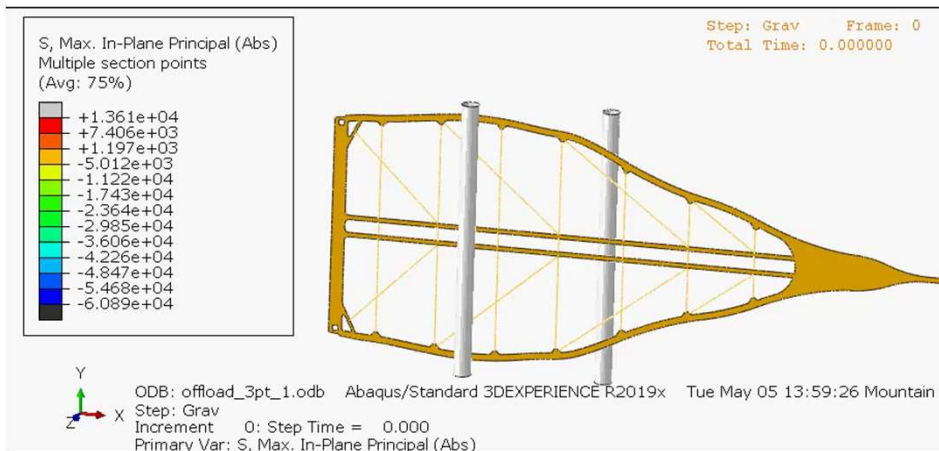 S, Max. In-Plane Principal (Abs)
Multiple section points
(Avg: 75%)
+1.361e+04
+7.406e+03
+1.197e+03
-5.012e+03
-1.122e+04
-1.743e+04
-2.364e+04
-2.985e+04
-3.606e+04
-4.226e+04
-4.847e+04
-5.468e+04
-6.089e+04
Step: Grav    Frame: 0
Total Time: 0.000000
Y
X
Z
ODB: offload_3pt_1.odb    Abaqus/Standard 3DEXPERIENCE R2019x    Tue May 05 13:59:26 Mountain
Step: Grav
Increment    0: Step Time =    0.000
Primary Var: S, Max. In-Plane Principal (Abs)